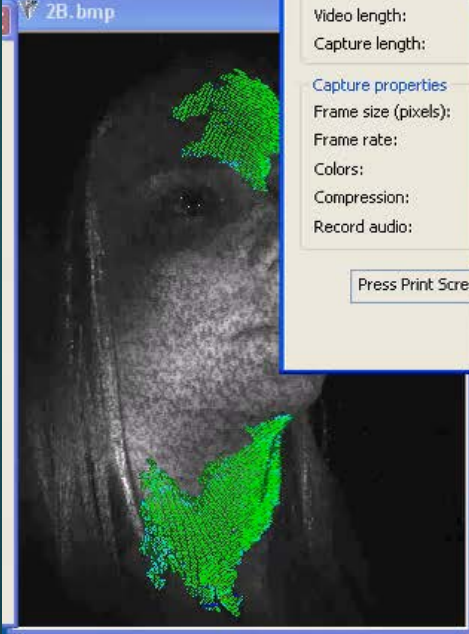 2B.bmp
Video length:
Capture length:
Capture properties
Frame size (pixels):
Frame rate:
Colors:
Compression:
Record audio:
Press Print Scre